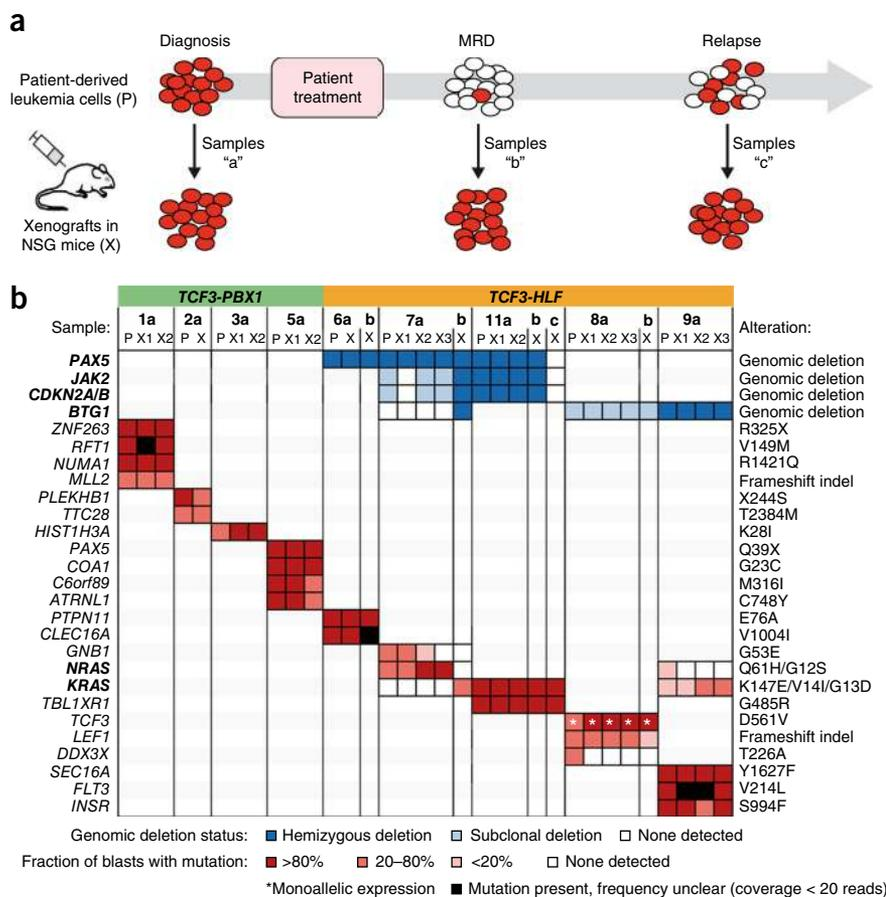 a
Diagnosis
MRD
Relapse
Patient-derived
leukemia cells (P)
Patient
treatment
Samples
"a"
Samples
"b"
Samples
"c"
Xenografts in
NSG mice (X)
b
TCF3-PBX1 TCF3-HLF
Sample: 1a 2a 3a 5a 6a b 7a b 11a b c 8a b 9a Alteration:
P X1 X2 P X P X1 X2 P X1 X2 P X X P X1 X2 X3 X P X1 X2 X X P X1 X2 X3 X P X1 X2 X3
PAX5 Genomic deletion
JAK2 Genomic deletion
CDKN2A/B Genomic deletion
BTG1 Genomic deletion
ZNF263 R325X
RFT1 V149M
NUMA1 R1421Q
MLL2 Frameshift indel
PLEKHB1 X244S
TTC28 T2384M
HIST1H3A K28I
PAX5 Q39X
COA1 G23C
C6orf89 M316I
ATRNL1 C748Y
PTPN11 E76A
CLEC16A V1004I
GNB1 G53E
NRAS Q61H/G12S
KRAS K147E/V14I/G13D
TBL1XR1 G485R
TCF3 * * * * * D561V
LEF1 Frameshift indel
DDX3X T226A
SEC16A Y1627F
FLT3 V214L
INSR S994F
Genomic deletion status: Hemizygous deletion Subclonal deletion None detected
Fraction of blasts with mutation: >80% 20–80% <20% None detected
*Monoallelic expression Mutation present, frequency unclear (coverage < 20 reads)